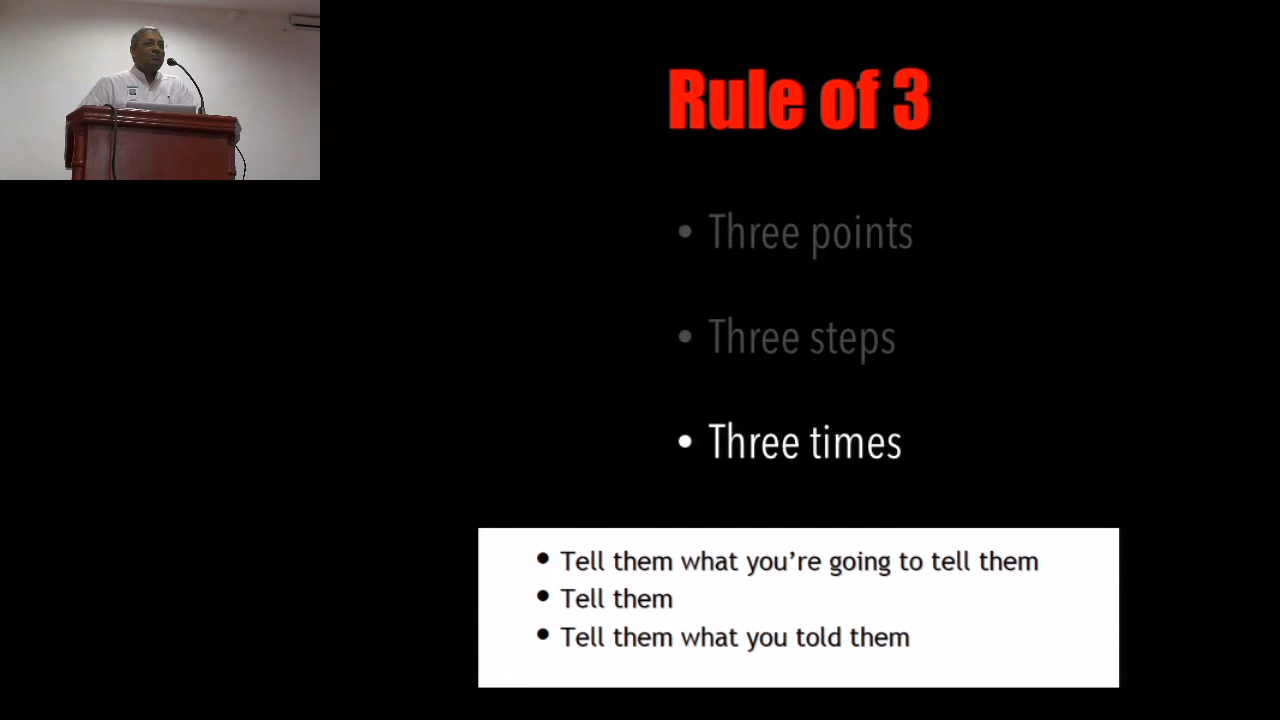 Rule of 3
• Three points
• Three steps
• Three times
• Tell them what you’re going to tell them
• Tell them
• Tell them what you told them